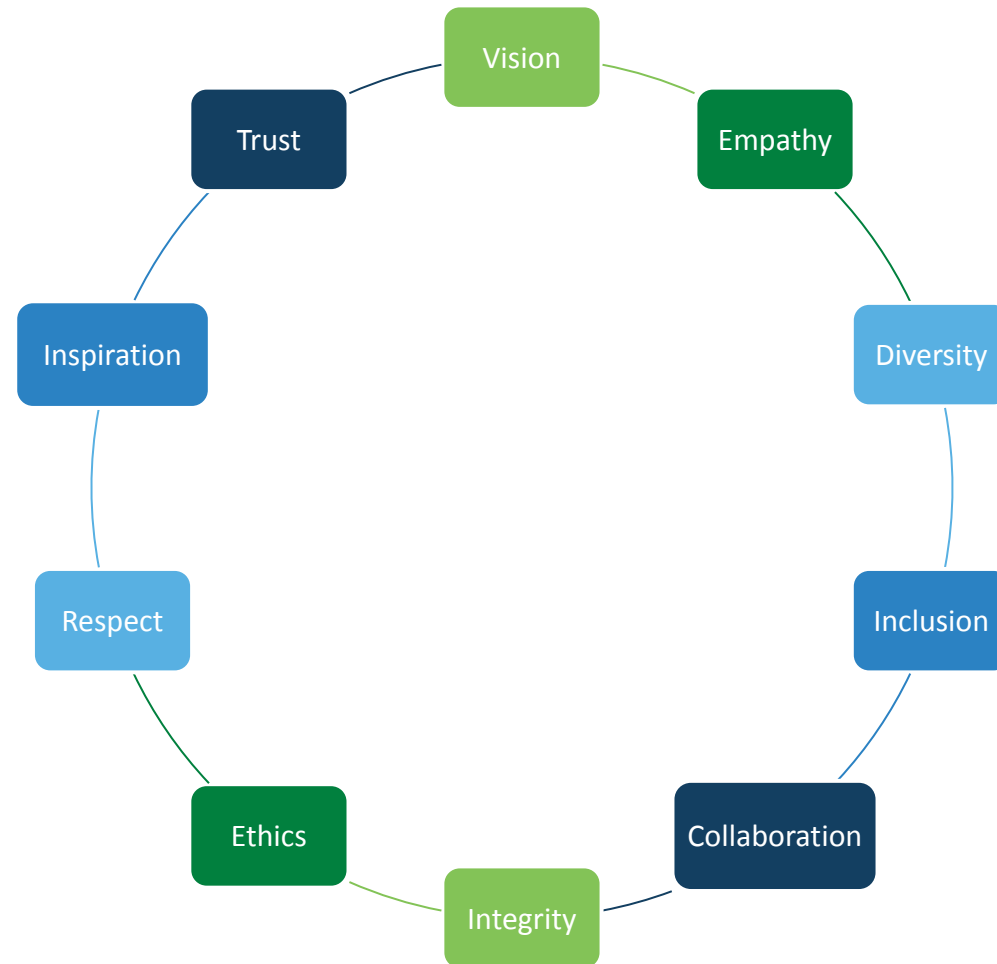 Vision
Empathy
Diversity
Inclusion
Collaboration
Integrity
Ethics
Respect
Inspiration
Trust